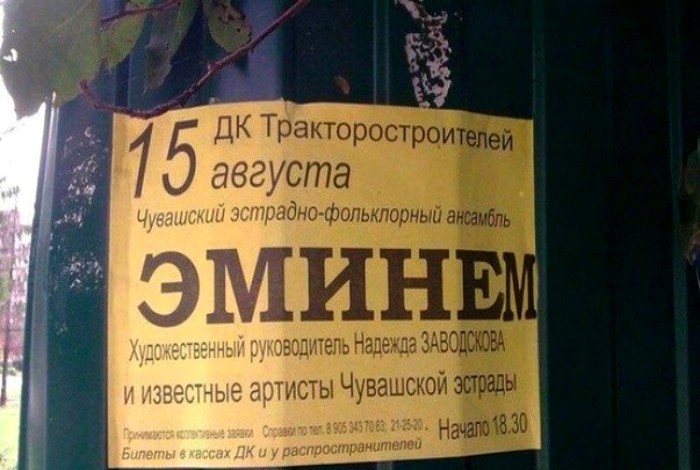 15 ДК Тракторостроителей
августа
Чувашский эстрадно-фольклорный ансамбль
ЭМИНЕМ
Художественный руководитель Надежда ЗАВОДСКОВА
и известные артисты Чувашской эстрады
Принимаются коллективные заявки Справки по тел. 8 905 343 70 63; 21-25-20 Начало 18.30
Билеты в кассах ДК и у распространителей